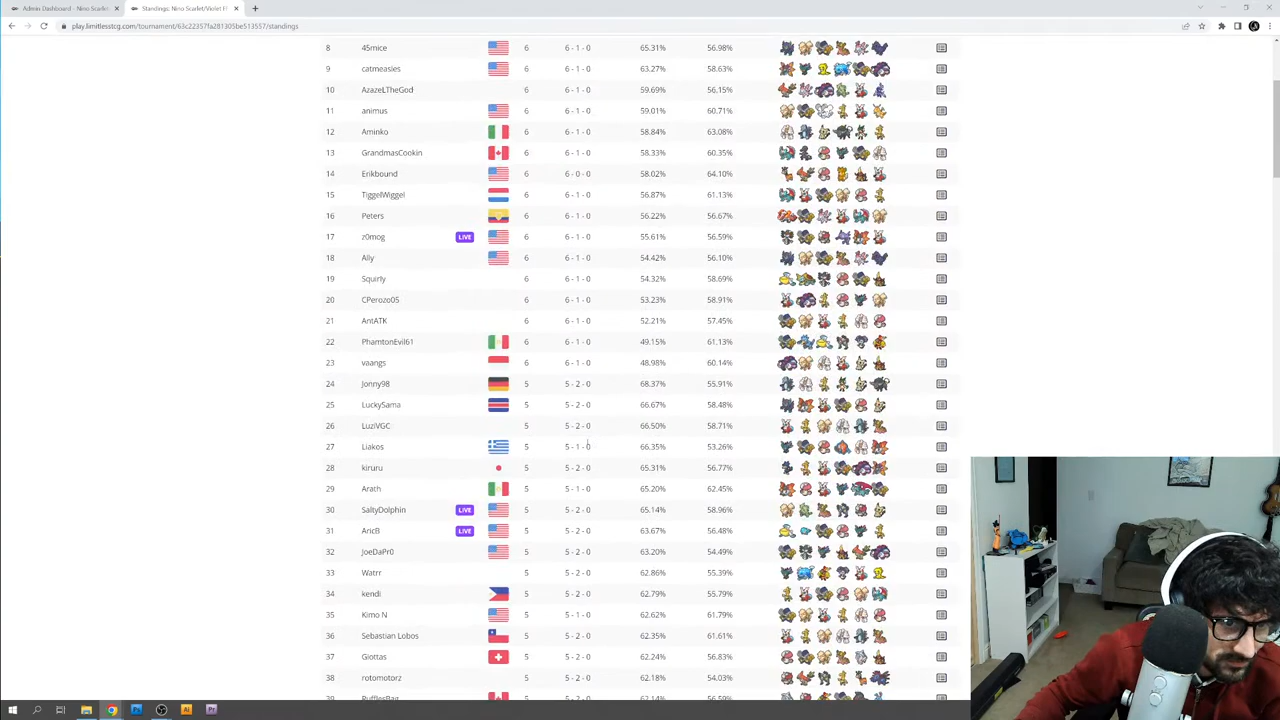 Admin Dashboard - Nino Scarlet
Standings: Nino Scarlet/Violet F
play.limitlesstcg.com/tournament/63c22357fa281305be513557/standings
8 45rnice 6 6 - 1 - 0 65.31% 56.98%
9 catmeasies 6 6 - 1 - 0 63.27% 58.63%
10 AzazeLTheGod 6 6 - 1 - 0 59.69% 56.15%
11 animus 6 6 - 1 - 0 59.01% 60.71%
12 Aminko 6 6 - 1 - 0 58.84% 63.08%
13 GrandmasCookin 6 6 - 1 - 0 58.33% 60.35%
14 Erikbound 6 6 - 1 - 0 58.02% 64.10%
15 TiggelWiggel 6 6 - 1 - 0 56.87% 61.13%
16 Peters 6 6 - 1 - 0 56.22% 56.67%
17 z0mog LIVE 6 6 - 1 - 0 55.61% 56.59%
18 Aliy 6 6 - 1 - 0 54.42% 56.10%
19 Squirly 6 6 - 1 - 0 54.32% 58.69%
20 CPerozo05 6 6 - 1 - 0 53.23% 58.91%
21 AntATK 6 6 - 1 - 0 52.21% 57.45%
22 PhamtonEvil61 6 6 - 1 - 0 49.15% 61.13%
23 vaangs 6 6 - 1 - 0 48.98% 60.14%
24 Jonny98 5 5 - 2 - 0 68.37% 55.91%
25 LuckySama 5 5 - 2 - 0 66.67% 58.48%
26 LuziVGC 5 5 - 2 - 0 66.50% 58.71%
27 Liakos 5 5 - 1 - 0 66.35% 53.26%
28 kiruru 5 5 - 2 - 0 65.31% 56.77%
29 Arath 5 5 - 1 - 0 65.20% 62.45%
30 SaltyDolphin LIVE 5 5 - 2 - 0 65.14% 58.96%
31 AricB LIVE 5 5 - 2 - 0 63.67% 56.48%
32 JoeDaPr0 5 5 - 2 - 0 63.20% 54.49%
33 Watrr 5 5 - 2 - 0 62.86% 55.39%
34 kendi 5 5 - 2 - 0 62.79% 55.79%
35 Kimo N 5 5 - 1 - 0 62.62% 61.79%
36 Sebastian Lobos 5 5 - 2 - 0 62.35% 61.61%
37 Giottas 5 5 - 2 - 0 62.24% 56.83%
38 rotomotorz 5 5 - 2 - 0 62.18% 54.03%
39 RufflesBag 5 5 - 2 - 0 62.14% 56.59%
Ps
Ai
Pr